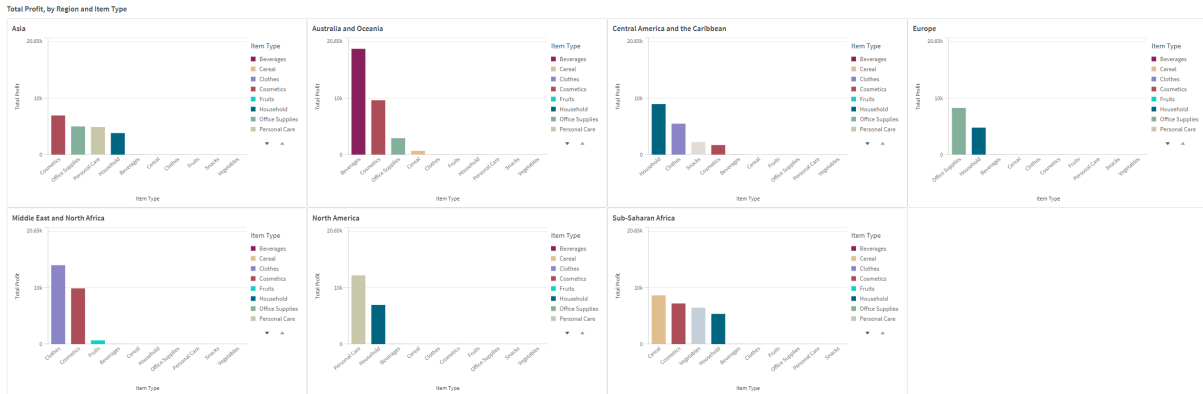 Total Profit, by Region and Item Type
Asia
20.65k
10k
0
Total Profit
Cosmetics
Office Supplies
Personal Care
Household
Beverages
Cereal
Clothes
Fruits
Snacks
Vegetables
Item Type
Item Type
Beverages
Cereal
Clothes
Cosmetics
Fruits
Household
Office Supplies
Personal Care
Australia and Oceania
20.65k
10k
0
Total Profit
Beverages
Cosmetics
Office Supplies
Cereal
Clothes
Fruits
Household
Personal Care
Snacks
Vegetables
Item Type
Item Type
Beverages
Cereal
Clothes
Cosmetics
Fruits
Household
Office Supplies
Personal Care
Central America and the Caribbean
20.65k
10k
0
Total Profit
Household
Clothes
Snacks
Cosmetics
Beverages
Cereal
Fruits
Office Supplies
Personal Care
Vegetables
Item Type
Item Type
Beverages
Cereal
Clothes
Cosmetics
Fruits
Household
Office Supplies
Personal Care
Europe
20.65k
10k
0
Total Profit
Office Supplies
Household
Beverages
Cereal
Clothes
Cosmetics
Fruits
Personal Care
Snacks
Vegetables
Item Type
Item Type
Beverages
Cereal
Clothes
Cosmetics
Fruits
Household
Office Supplies
Personal Care
Middle East and North Africa
20.65k
10k
0
Total Profit
Clothes
Cosmetics
Fruits
Beverages
Cereal
Household
Office Supplies
Personal Care
Snacks
Vegetables
Item Type
Item Type
Beverages
Cereal
Clothes
Cosmetics
Fruits
Household
Office Supplies
Personal Care
North America
20.65k
10k
0
Total Profit
Personal Care
Household
Beverages
Cereal
Clothes
Cosmetics
Fruits
Office Supplies
Snacks
Vegetables
Item Type
Item Type
Beverages
Cereal
Clothes
Cosmetics
Fruits
Household
Office Supplies
Personal Care
Sub-Saharan Africa
20.65k
10k
0
Total Profit
Cereal
Cosmetics
Vegetables
Household
Beverages
Clothes
Fruits
Office Supplies
Personal Care
Snacks
Item Type
Item Type
Beverages
Cereal
Clothes
Cosmetics
Fruits
Household
Office Supplies
Personal Care